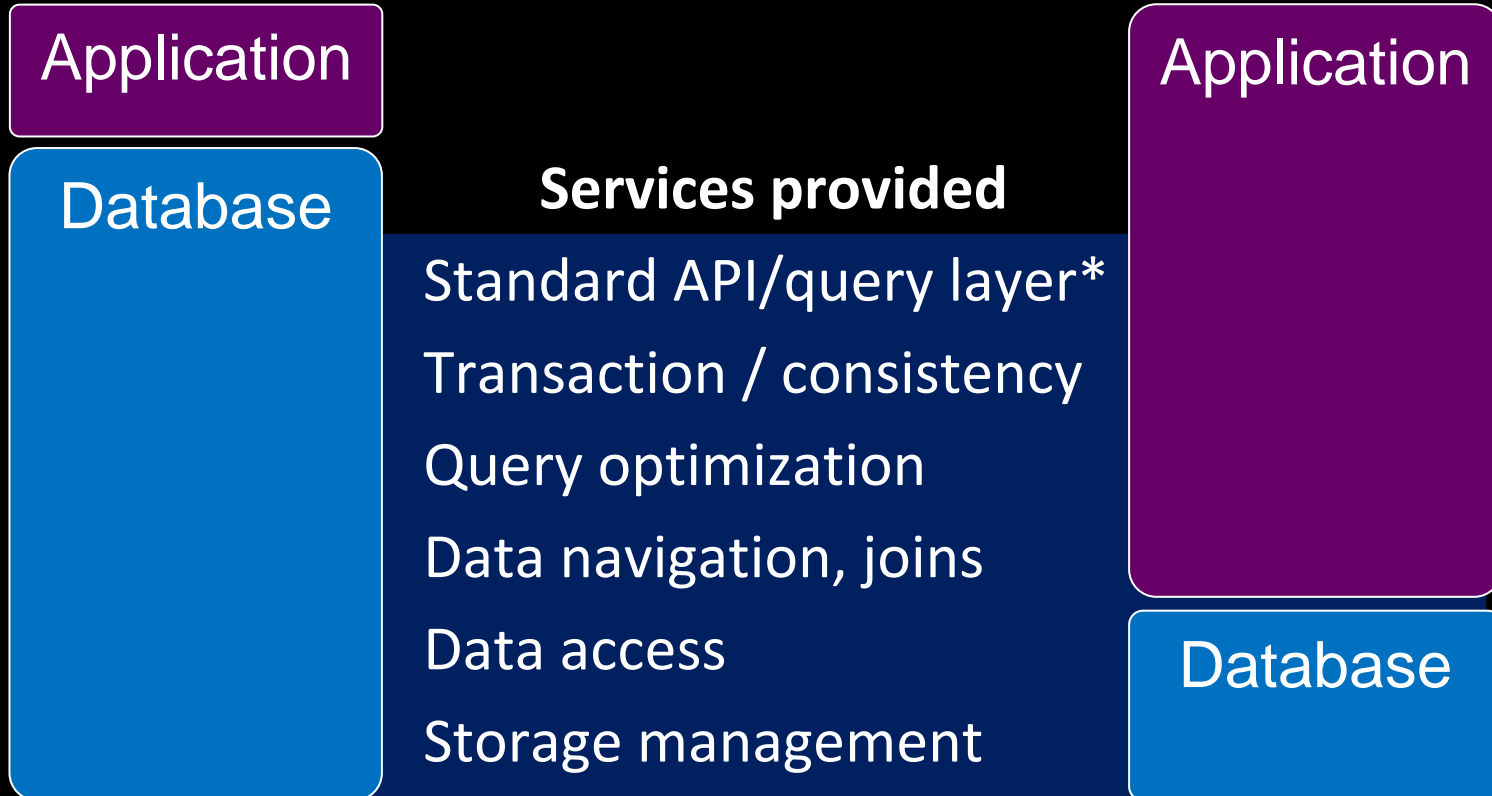 Application
Database
Services provided
Standard API/query layer*
Transaction / consistency
Query optimization
Data navigation, joins
Data access
Storage management
Application
Database